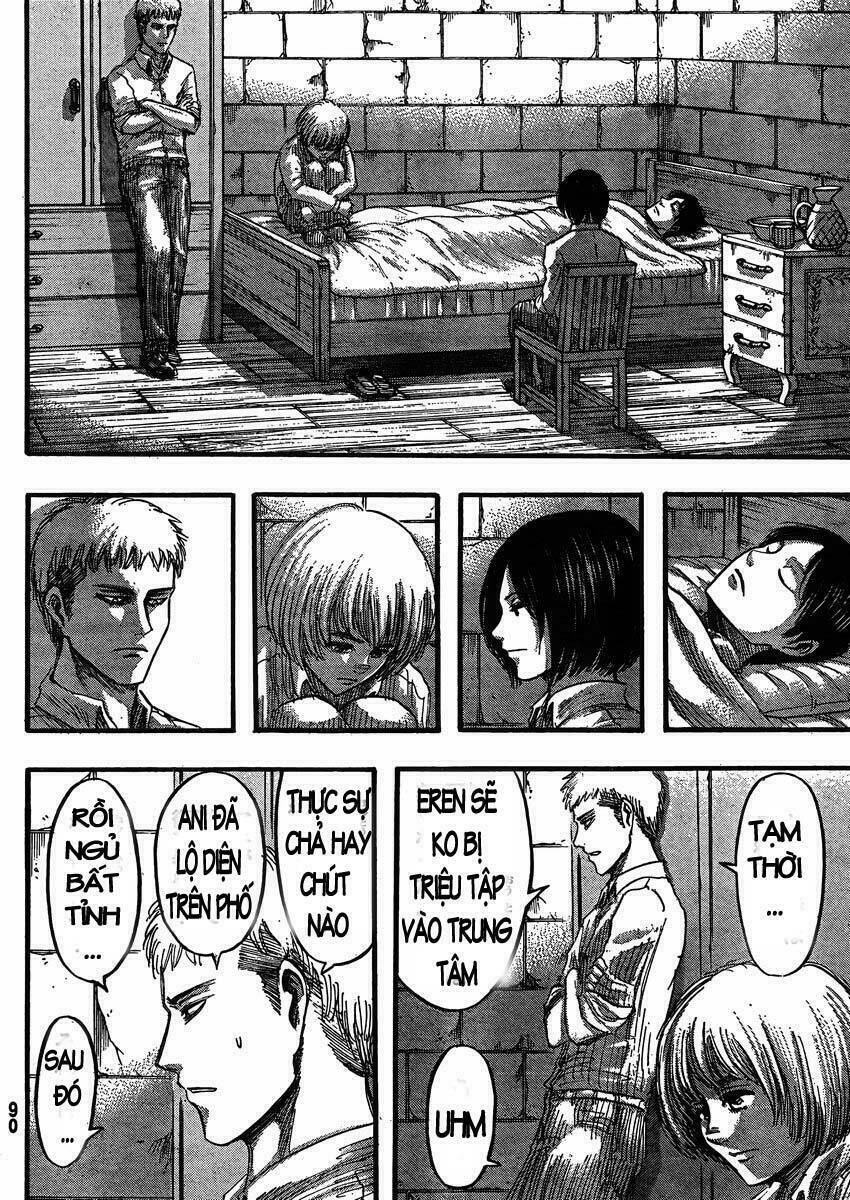 TẠM
THỜI
...
EREN SẼ
KO BỊ
TRIỆU TẬP
VÀO TRUNG
TÂM
UHM
THỰC SỰ
CHẢ HAY
CHÚT
NÀO
ANI ĐÃ
LỘ DIỆN
TRÊN PHỐ
RỒI
NGỦ
BẤT
TỈNH
...
SAU
ĐÓ
...
90